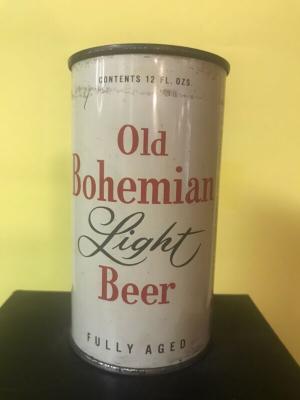 CONTENTS 12 FL. OZS.
Old
Bohemian
Light
Beer
FULLY AGED